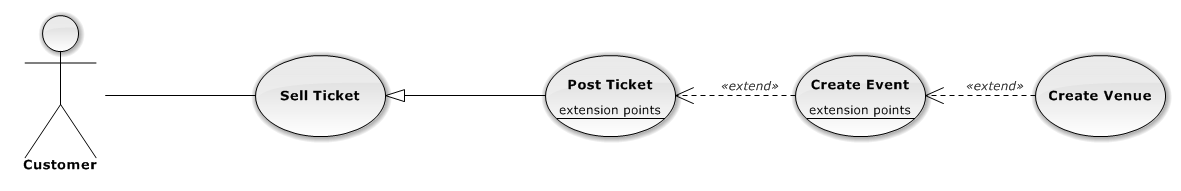 Customer
Sell Ticket
Post Ticket
extension points
«extend»
Create Event
extension points
«extend»
Create Venue